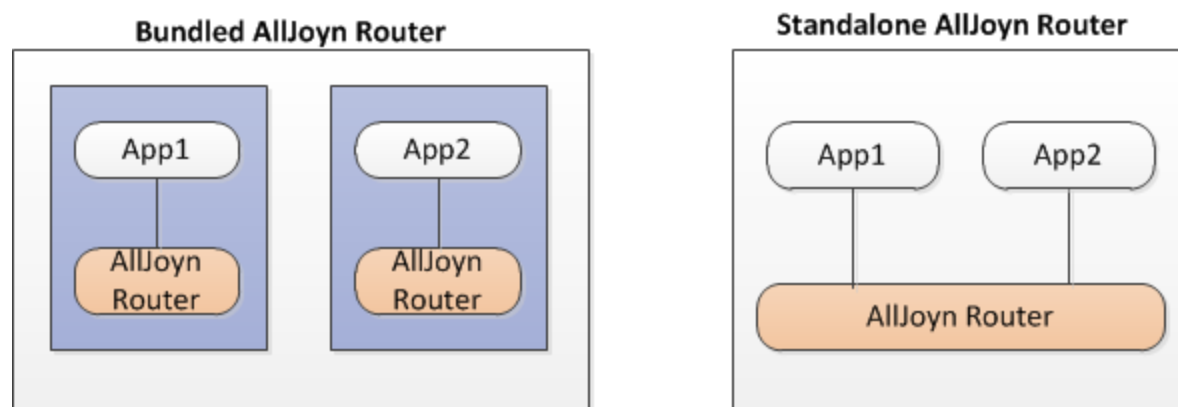 Bundled AllJoyn Router
App1
AllJoyn
Router
App2
AllJoyn
Router
Standalone AllJoyn Router
App1
App2
AllJoyn Router